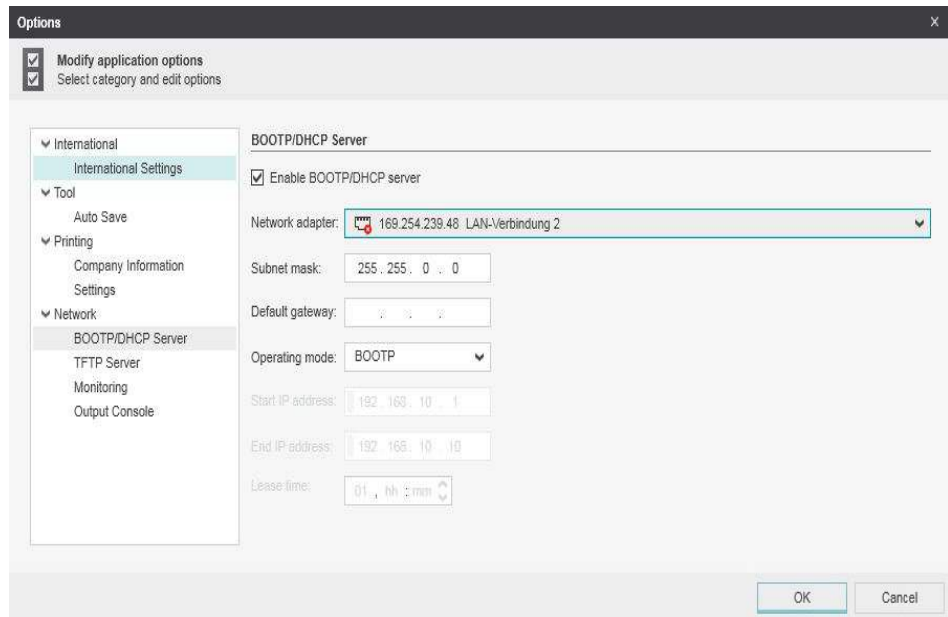 Options
X
Modify application options
Select category and edit options
International
International Settings
Tool
Auto Save
Printing
Company Information
Settings
Network
BOOTP/DHCP Server
TFTP Server
Monitoring
Output Console
BOOTP/DHCP Server
Enable BOOTP/DHCP server
Network adapter: 169.254.239.48 LAN-Verbindung 2
Subnet mask: 255 . 255 . 0 . 0
Default gateway: . . .
Operating mode: BOOTP
Start IP address: 192 . 168 . 10 . 1
End IP address: 192 . 168 . 10 . 10
Lease time: 01 , hh : mm
OK Cancel